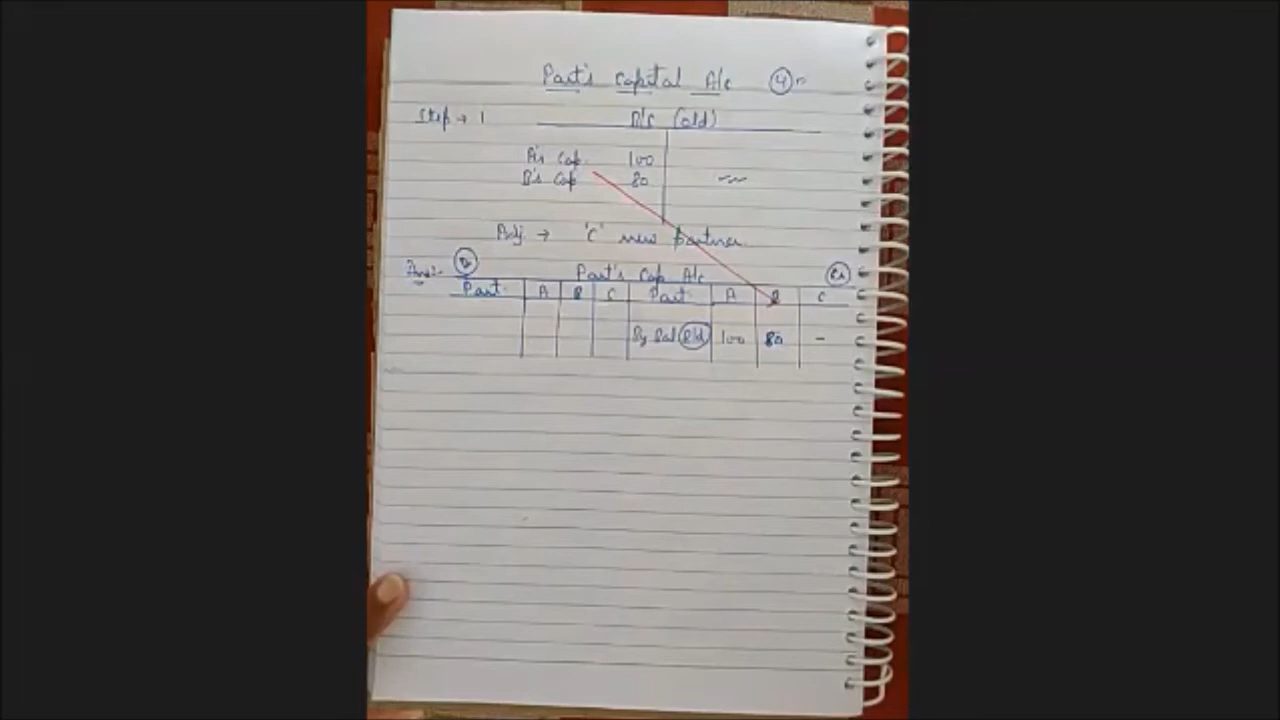 Part's Capital A/c 4
Step → 1 B/S (old)
A's Cap 100
B's Cap 80
Adj → 'C' new partner
Ans:- Dr Part's Cap A/c Cr
Part. A B C Part. A B C
By Bal B/d 100 80 -